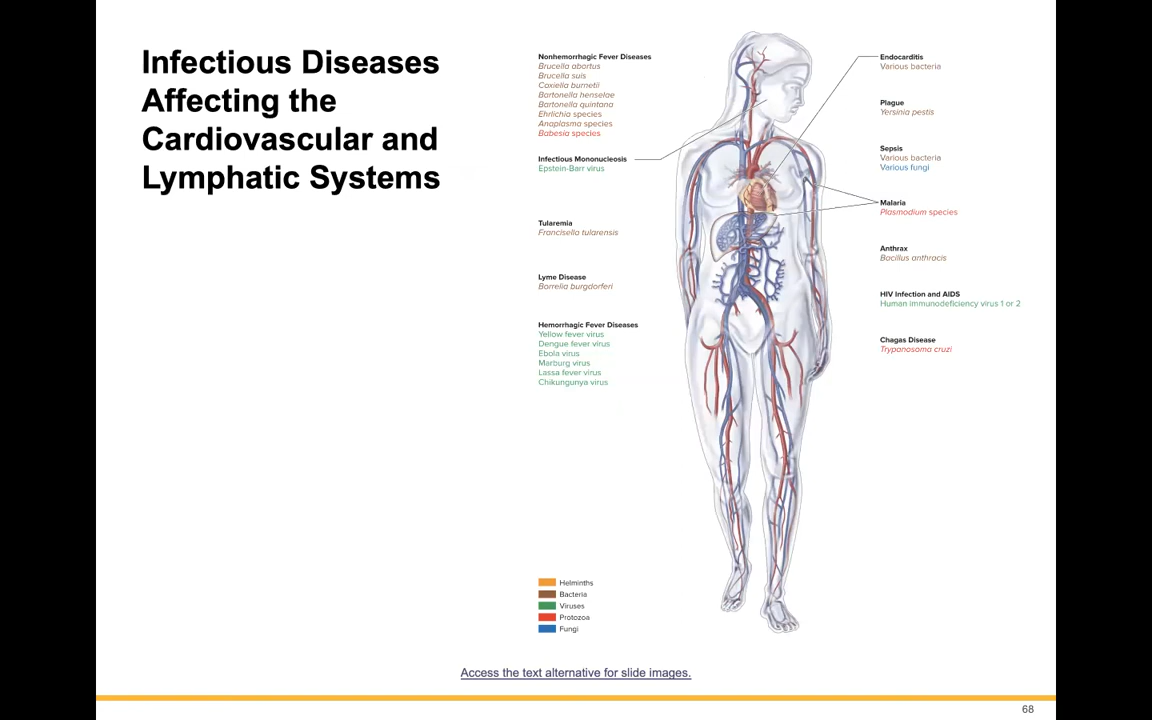 Infectious Diseases
Affecting the
Cardiovascular and
Lymphatic Systems
Nonhemorrhagic Fever Diseases
Brucella abortus
Brucella suis
Coxiella burnetii
Bartonella henselae
Bartonella quintana
Ehrlichia species
Anaplasma species
Babesia species
Infectious Mononucleosis
Epstein-Barr virus
Tularemia
Francisella tularensis
Lyme Disease
Borrelia burgdorferi
Hemorrhagic Fever Diseases
Yellow fever virus
Dengue fever virus
Ebola virus
Marburg virus
Lassa fever virus
Chikungunya virus
Endocarditis
Various bacteria
Plague
Yersinia pestis
Sepsis
Various bacteria
Various fungi
Malaria
Plasmodium species
Anthrax
Bacillus anthracis
HIV Infection and AIDS
Human immunodeficiency virus 1 or 2
Chagas Disease
Trypanosoma cruzi
Helminths
Bacteria
Viruses
Protozoa
Fungi
Access the text alternative for slide images.
68